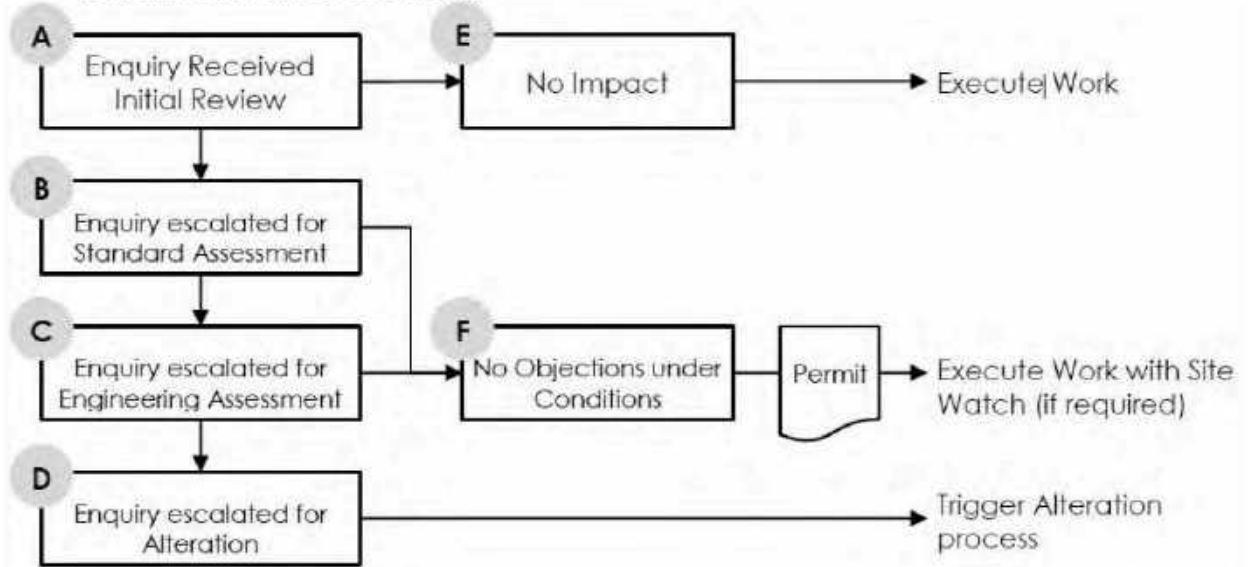 A
Enquiry Received
Initial Review
E
No Impact
Execute Work
B
Enquiry escalated for
Standard Assessment
C
Enquiry escalated for
Engineering Assessment
F
No Objections under
Conditions
Permit
Execute Work with Site
Watch (if required)
D
Enquiry escalated for
Alteration
Trigger Alteration
process